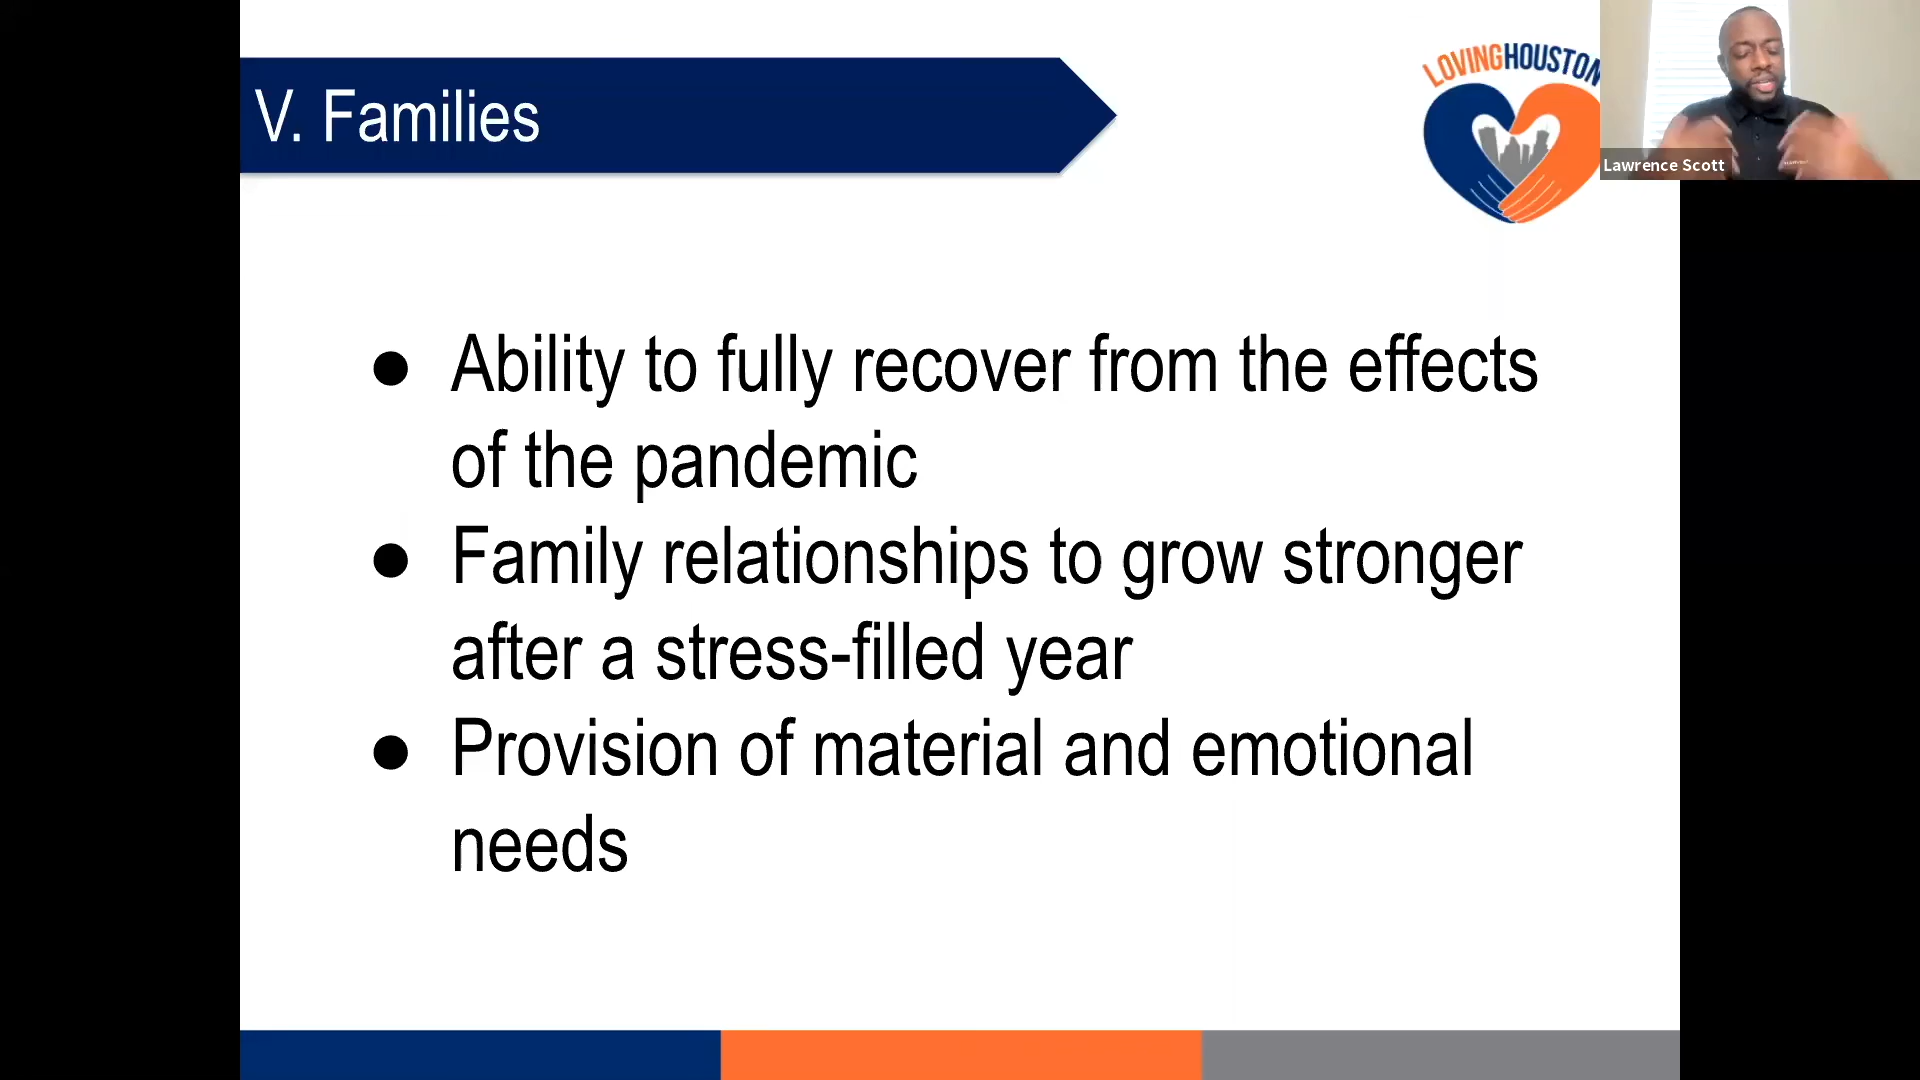 V. Families
LOVINGHOUSTON
Lawrence Scott
● Ability to fully recover from the effects
of the pandemic
● Family relationships to grow stronger
after a stress-filled year
● Provision of material and emotional
needs